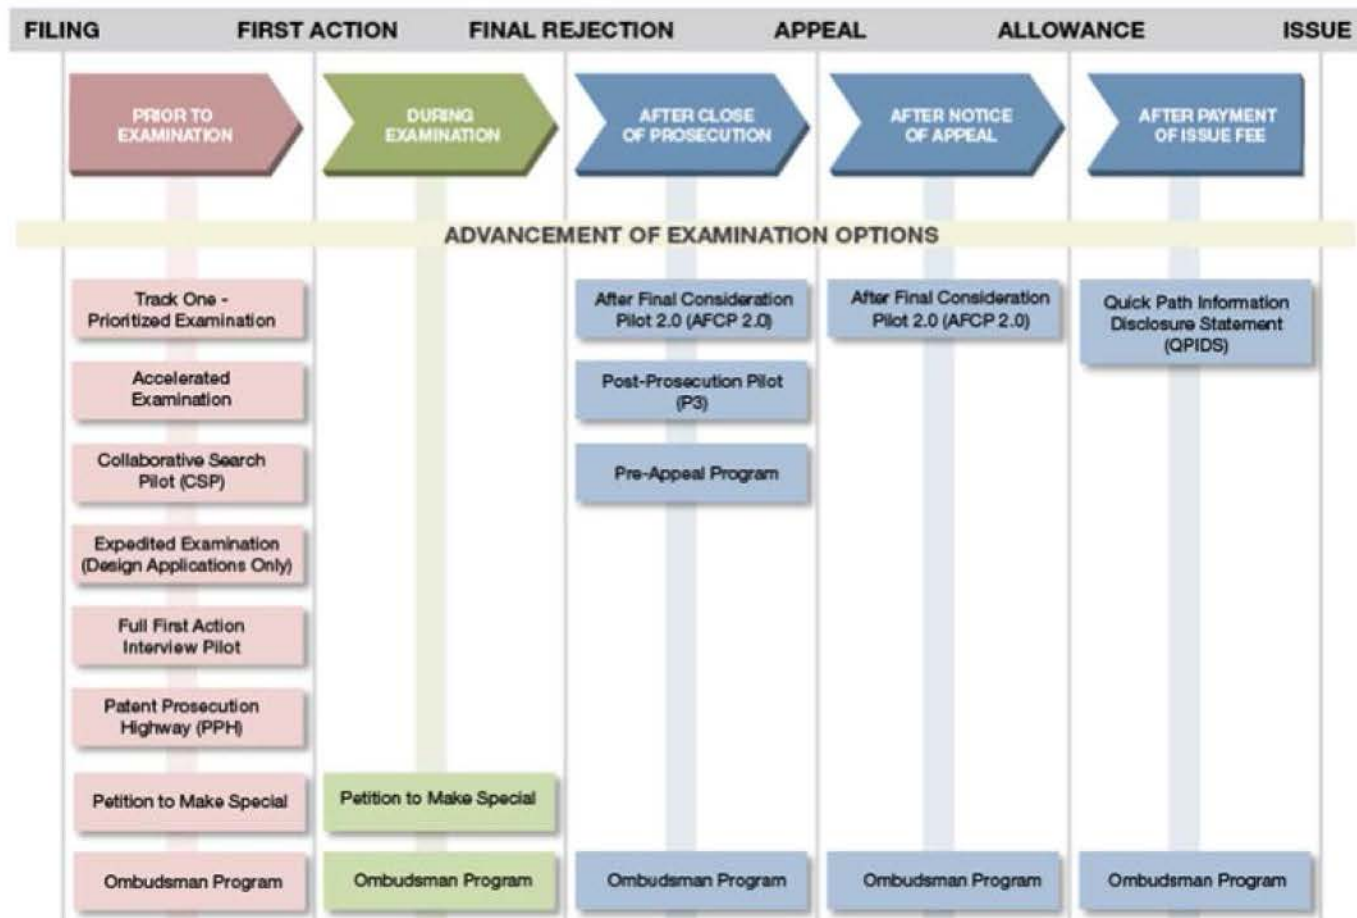 FILING FIRST ACTION FINAL REJECTION APPEAL ALLOWANCE ISSUE
PRIOR TO
EXAMINATION
DURING
EXAMINATION
AFTER CLOSE
OF PROSECUTION
AFTER NOTICE
OF APPEAL
AFTER PAYMENT
OF ISSUE FEE
ADVANCEMENT OF EXAMINATION OPTIONS
Track One -
Prioritized Examination
After Final Consideration
Pilot 2.0 (AFCP 2.0)
After Final Consideration
Pilot 2.0 (AFCP 2.0)
Quick Path Information
Disclosure Statement
(QPIDS)
Accelerated
Examination
Post-Prosecution Pilot
(P3)
Collaborative Search
Pilot (CSP)
Pre-Appeal Program
Expedited Examination
(Design Applications Only)
Full First Action
Interview Pilot
Patent Prosecution
Highway (PPH)
Petition to Make Special
Petition to Make Special
Ombudsman Program
Ombudsman Program
Ombudsman Program
Ombudsman Program
Ombudsman Program